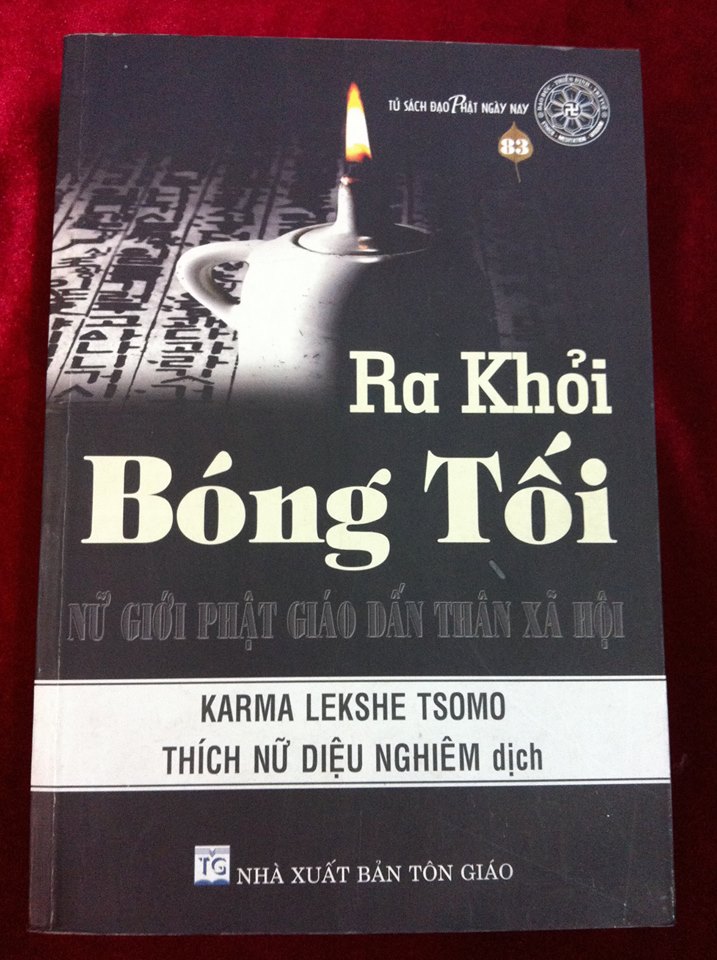 TỦ SÁCH ĐẠO PHẬT NGÀY NAY
83
Ra Khỏi
Bóng Tối
NỮ GIỚI PHẬT GIÁO DẤN THÂN XÃ HỘI
KARMA LEKSHE TSOMO
THÍCH NỮ DIỆU NGHIÊM dịch
TG
NHÀ XUẤT BẢN TÔN GIÁO